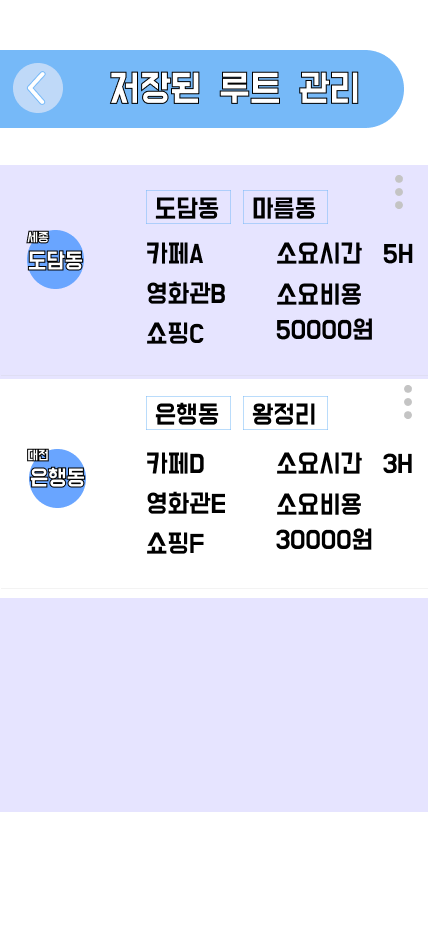 저장된 루트 관리
도담동 마름동
세종
도담동
카페A 소요시간 5H
영화관B 소요비용
쇼핑C 50000원
은행동 왕정리
대전
은행동
카페D 소요시간 3H
영화관E 소요비용
쇼핑F 30000원